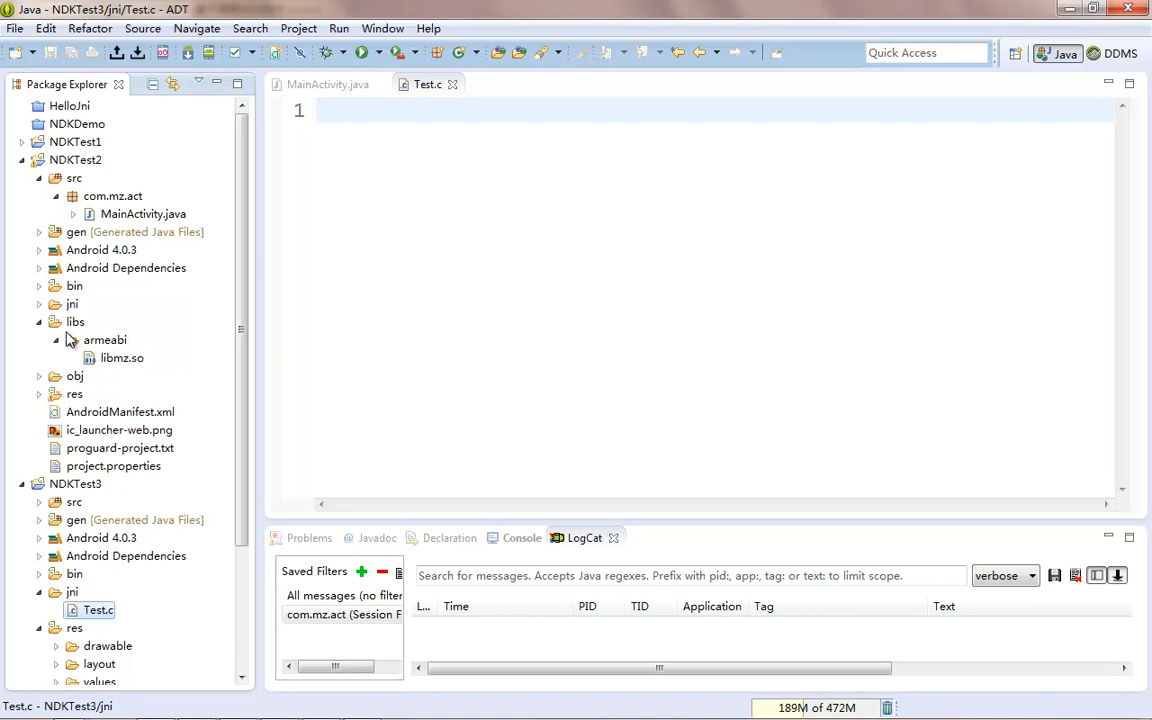 Java - NDKTest3/jni/Test.c - ADT
File Edit Refactor Source Search Navigate Search Project Run Window Help
Quick Access
Java
DDMS
Package Explorer
MainActivity.java
Test.c
1
HelloJni
NDKDemo
NDKTest1
NDKTest2
src
com.mz.act
MainActivity.java
gen [Generated Java Files]
Android 4.0.3
Android Dependencies
bin
jni
libs
armeabi
libmz.so
obj
res
AndroidManifest.xml
ic_launcher-web.png
proguard-project.txt
project.properties
NDKTest3
src
gen [Generated Java Files]
Android 4.0.3
Android Dependencies
bin
jni
Test.c
res
drawable
layout
values
Problems Javadoc Declaration Console LogCat
Saved Filters
All messages (no filter
com.mz.act (Session F
Search for messages. Accepts Java regexes. Prefix with pid:, app:, tag: or text: to limit scope.
verbose
L... Time PID TID Application Tag Text
Test.c - NDKTest3/jni
189M of 472M